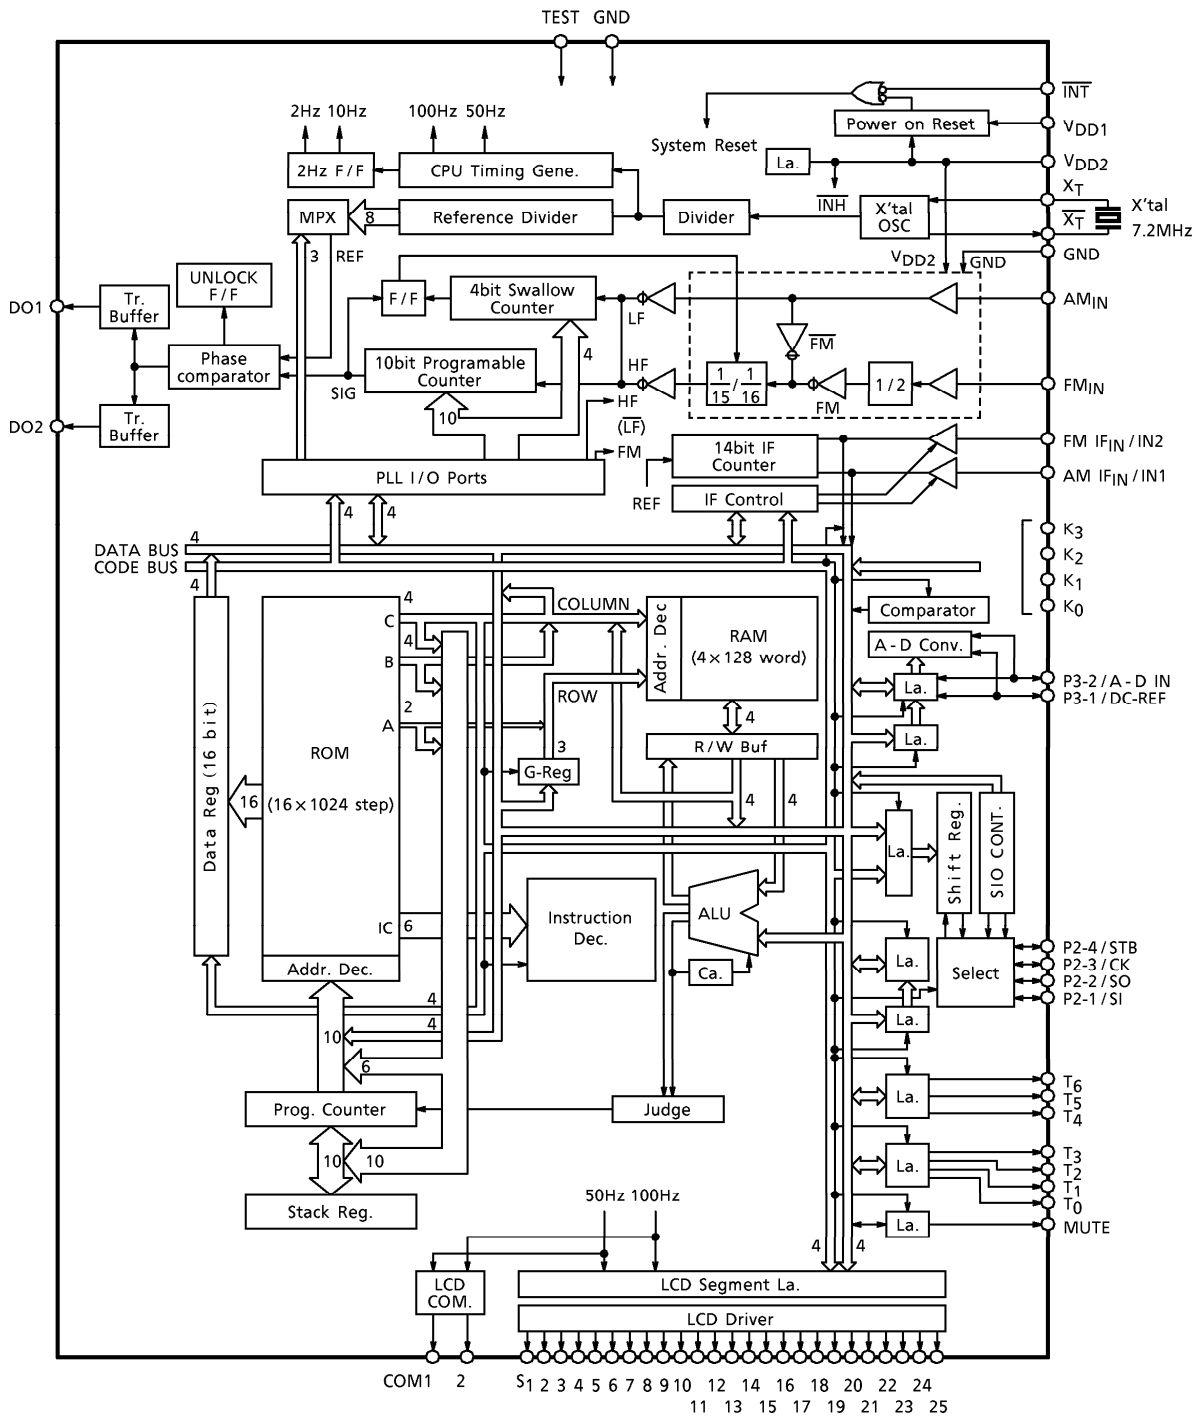 TEST GND
INT
2Hz 10Hz 100Hz 50Hz
Power on Reset
VDD1
System Reset
2Hz F/F
CPU Timing Gene.
La.
VDD2
XT
MPX
8
Reference Divider
Divider
INH
X'tal
OSC
XT
X'tal
7.2MHz
3 REF
VDD2
GND
GND
UNLOCK
F/F
F/F
4bit Swallow
Counter
LF
AMIN
DO1
Tr.
Buffer
FM
Phase
comparator
SIG
10bit Programable
Counter
4
HF
1/15 / 1/16
FM
1/2
FMIN
DO2
Tr.
Buffer
10
HF
(LF)
FM
14bit IF
Counter
FM IFIN/IN2
PLL I/O Ports
REF
IF Control
AM IFIN/IN1
4 4
K3
DATA BUS
4
K2
CODE BUS
K1
4
4
COLUMN
Comparator
K0
C
4
Addr. Dec
RAM
(4×128 word)
A-D Conv.
B
La.
P3-2/A-D IN
ROW
P3-1/DC-REF
2
A
4
La.
Data Reg (16 bit)
ROM
(16×1024 step)
3
G-Reg
R/W Buf
16
4 4
La.
Shift Reg.
SIO CONT.
IC
6
Instruction
Dec.
ALU
La.
Select
P2-4/STB
P2-3/CK
P2-2/SO
P2-1/SI
Addr. Dec.
Ca.
4
4
La.
10
6
T6
T5
T4
Prog. Counter
Judge
La.
10
10
T3
T2
T1
T0
La.
Stack Reg.
50Hz 100Hz
La.
MUTE
4 4
LCD
COM.
LCD Segment La.
LCD Driver
COM1 2
S1 2 3 4 5 6 7 8 9 10 12 14 16 18 20 22 24
11 13 15 17 19 21 23 25